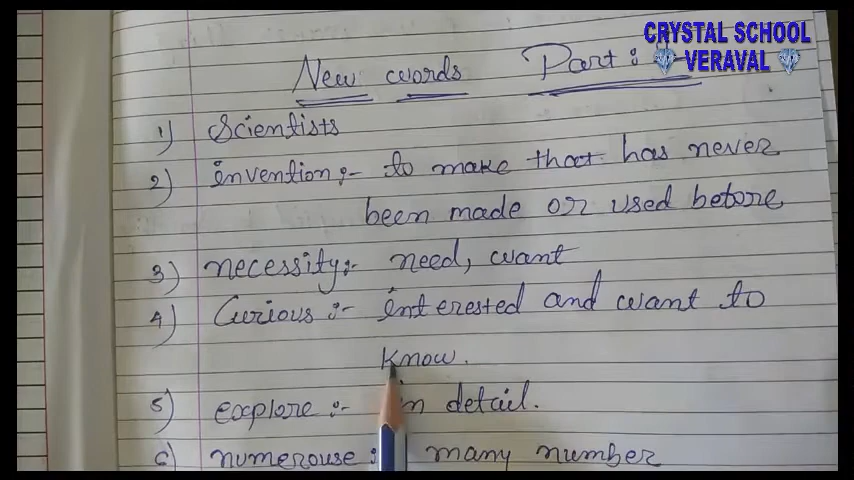 CRYSTAL SCHOOL
VERAVAL
New words Part:
1) Scientists
2) invention :- to make that has never
been made or used before
3) necessity :- need, want
4) Curious :- interested and want to
know.
5) explore :- in detail.
6) numerouse : many number